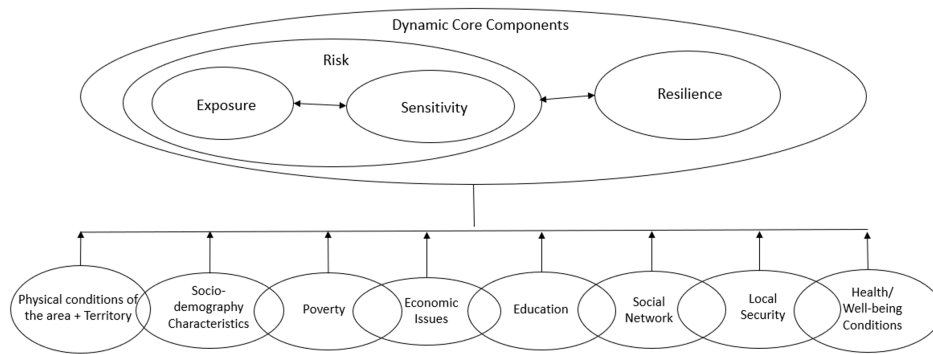 Dynamic Core Components
Risk
Exposure
Sensitivity
Resilience
Physical conditions of
the area + Territory
Socio-
demography
Characteristics
Poverty
Economic
Issues
Education
Social
Network
Local
Security
Health/
Well-being
Conditions